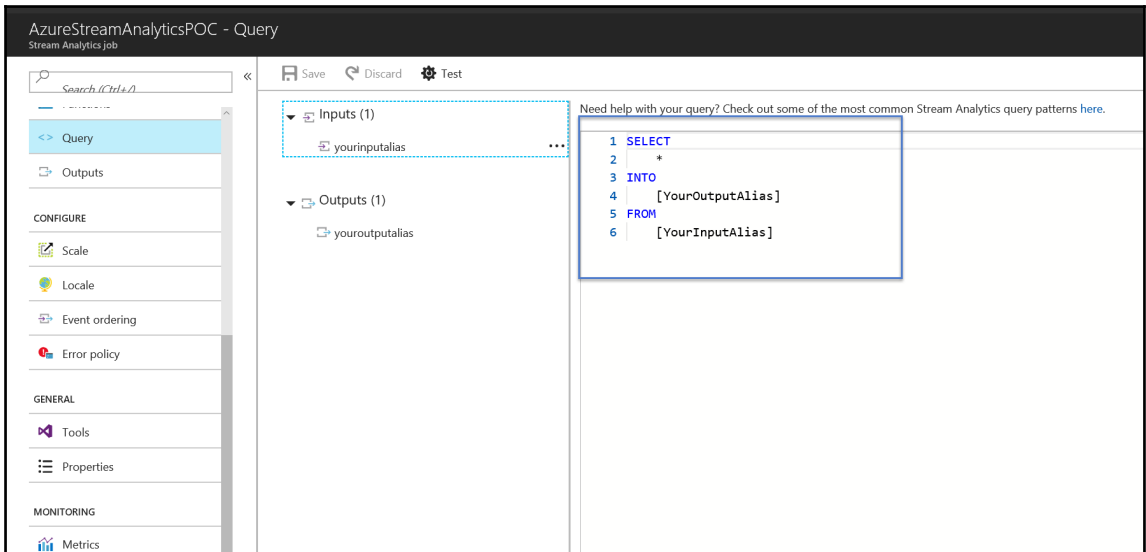 AzureStreamAnalyticsPOC - Query
Stream Analytics job
Search (Ctrl+/)
«
Save Discard Test
<> Query
Outputs
CONFIGURE
Scale
Locale
Event ordering
Error policy
GENERAL
Tools
Properties
MONITORING
Metrics
Inputs (1)
yourinputalias ...
Outputs (1)
youroutputalias
Need help with your query? Check out some of the most common Stream Analytics query patterns here.
1 SELECT
2 *
3 INTO
4 [YourOutputAlias]
5 FROM
6 [YourInputAlias]